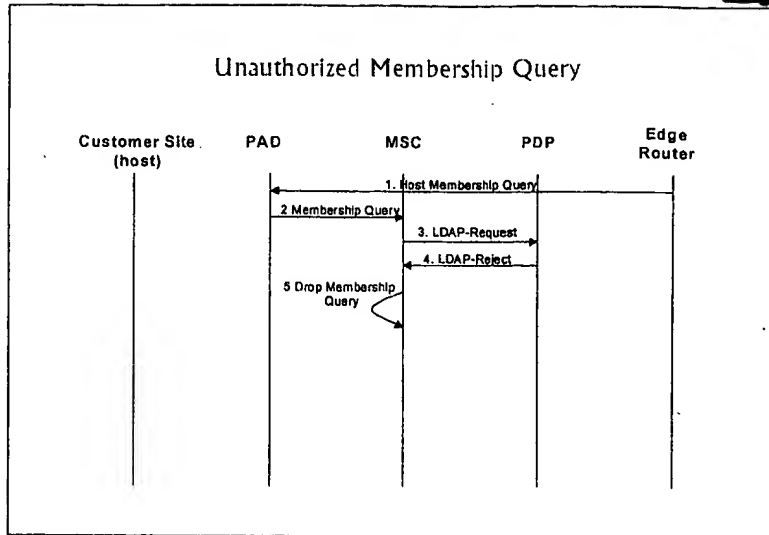 Unauthorized Membership Query
Customer Site
(host)
PAD
MSC
PDP
Edge
Router
1. Host Membership Query
2 Membership Query
3. LDAP-Request
4. LDAP-Reject
5 Drop Membership
Query